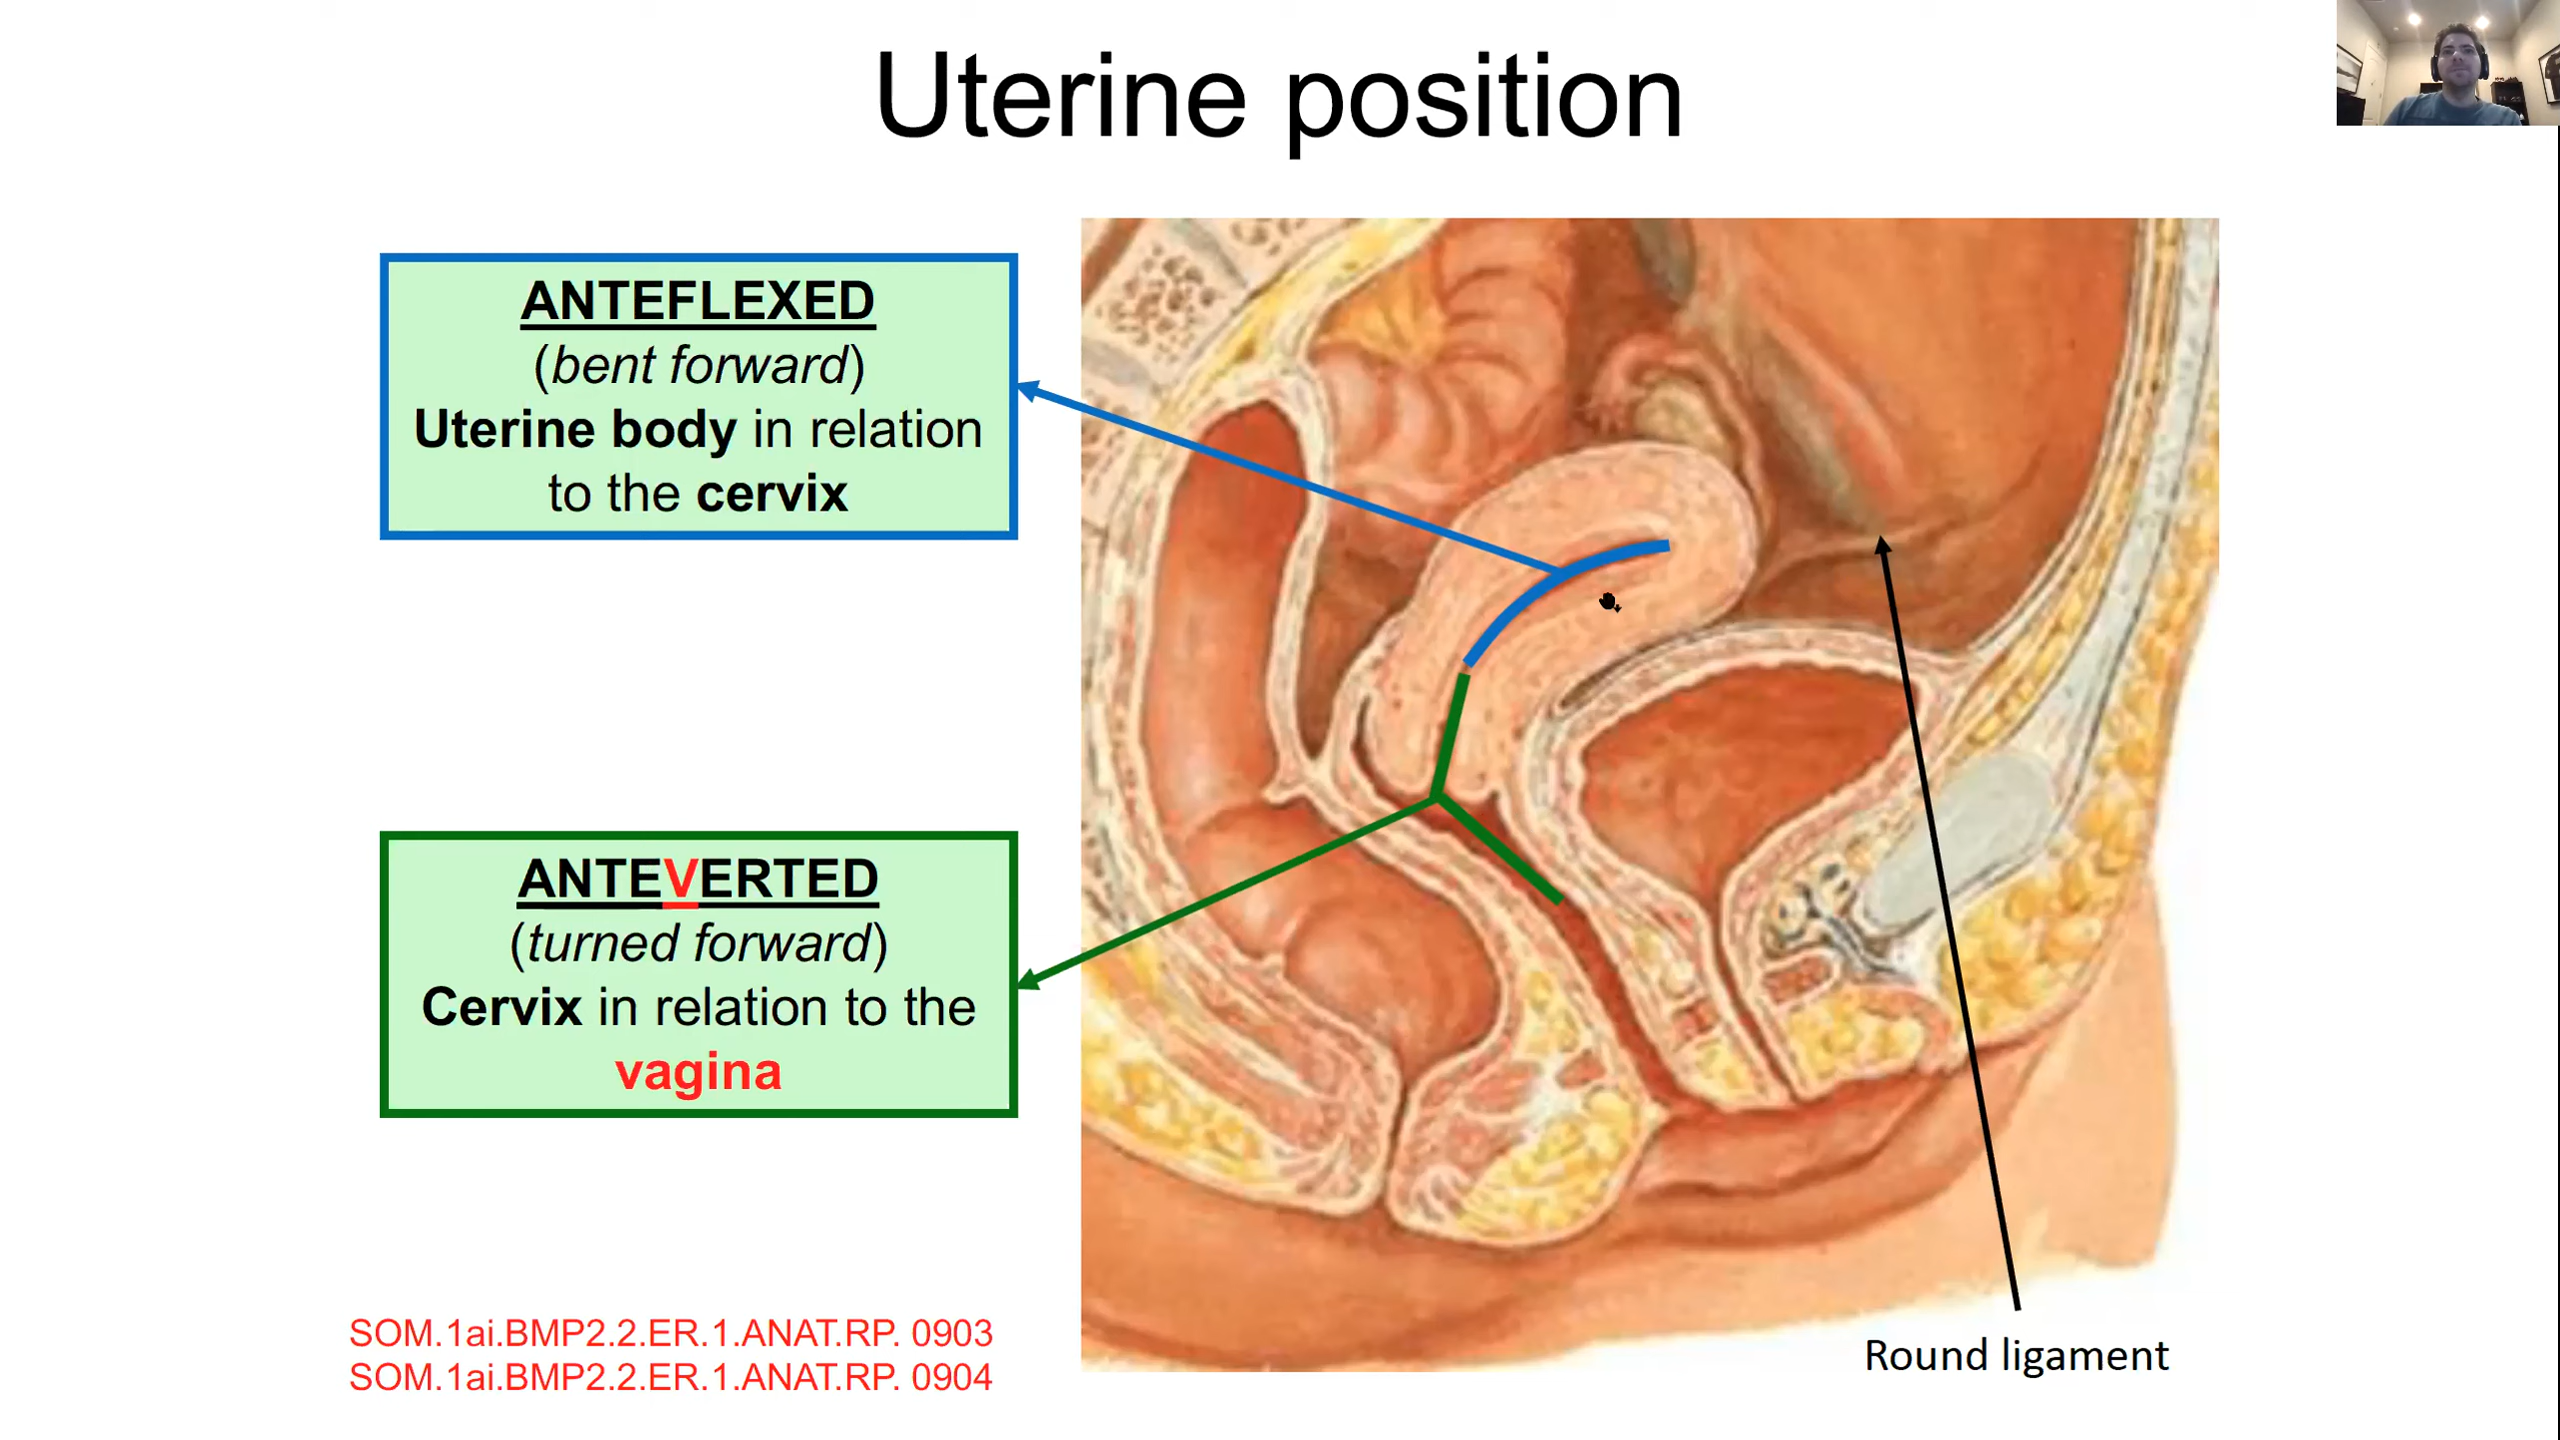 Uterine position
ANTEFLEXED
(bent forward)
Uterine body in relation
to the cervix
ANTEVERTED
(turned forward)
Cervix in relation to the
vagina
SOM.1ai.BMP2.2.ER.1.ANAT.RP. 0903
SOM.1ai.BMP2.2.ER.1.ANAT.RP. 0904
Round ligament